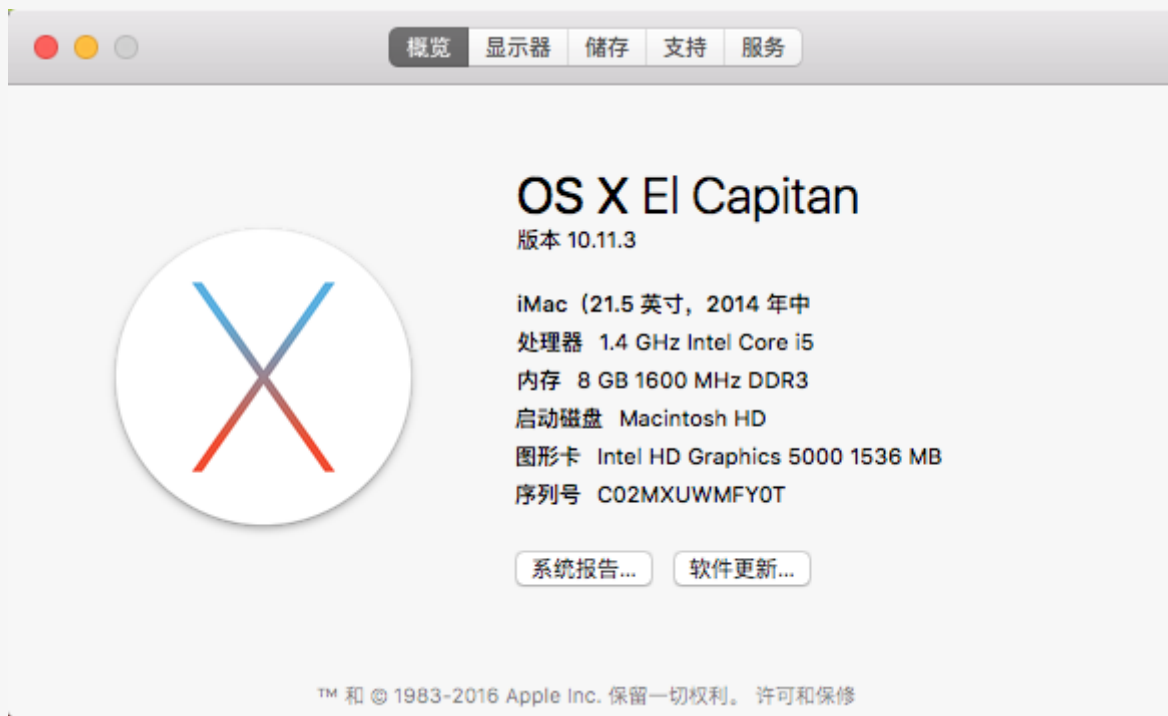 概览 显示器 储存 支持 服务
OS X El Capitan
版本 10.11.3
iMac（21.5 英寸，2014 年中
处理器 1.4 GHz Intel Core i5
内存 8 GB 1600 MHz DDR3
启动磁盘 Macintosh HD
图形卡 Intel HD Graphics 5000 1536 MB
序列号 C02MXUWMFY0T
系统报告... 软件更新...
™ 和 © 1983-2016 Apple Inc. 保留一切权利。 许可和保修